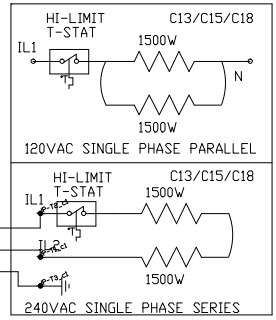 HI-LIMIT C13/C15/C18
T-STAT
IL1 1500W
N
1500W
120VAC SINGLE PHASE PARALLEL
HI-LIMIT C13/C15/C18
T-STAT
IL1 1500W
IL2
1500W
240VAC SINGLE PHASE SERIES